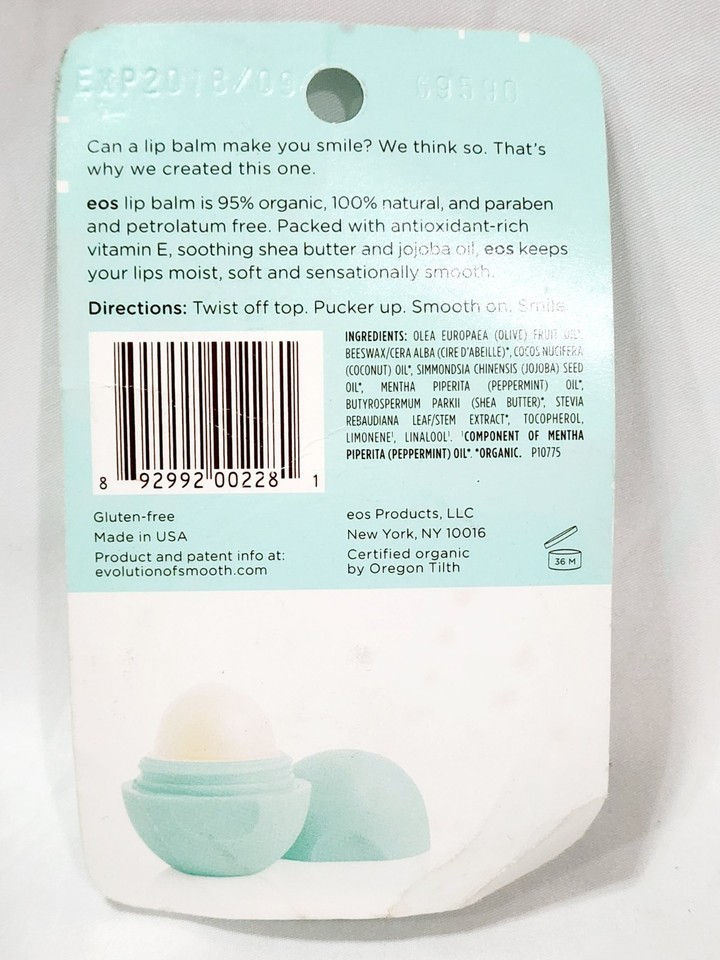 EXP2018/09 69590
Can a lip balm make you smile? We think so. That's
why we created this one.
eos lip balm is 95% organic, 100% natural, and paraben
and petrolatum free. Packed with antioxidant-rich
vitamin E, soothing shea butter and jojoba oil, eos keeps
your lips moist, soft and sensationally smooth.
Directions: Twist off top. Pucker up. Smooth on. Smile.
INGREDIENTS: OLEA EUROPAEA (OLIVE) FRUIT OIL*,
BEESWAX/CERA ALBA (CIRE D'ABEILLE)*, COCOS NUCIFERA
(COCONUT) OIL*, SIMMONDSIA CHINENSIS (JOJOBA) SEED
OIL*, MENTHA PIPERITA (PEPPERMINT) OIL*,
BUTYROSPERMUM PARKII (SHEA BUTTER)*, STEVIA
REBAUDIANA LEAF/STEM EXTRACT*, TOCOPHEROL,
LIMONENE¹, LINALOOL¹. ¹COMPONENT OF MENTHA
PIPERITA (PEPPERMINT) OIL*. *ORGANIC. P10775
8 92992 00228 1
Gluten-free
Made in USA
Product and patent info at:
evolutionofsmooth.com
eos Products, LLC
New York, NY 10016
Certified organic
by Oregon Tilth
36 M